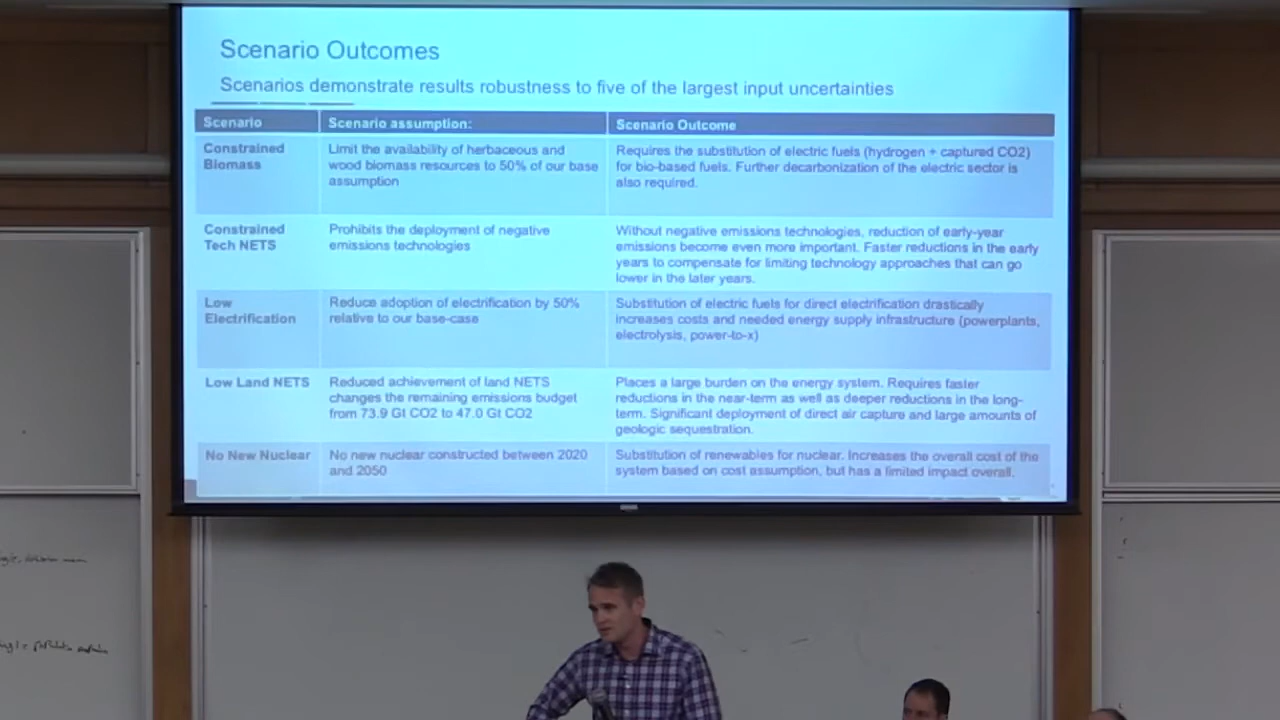 Scenario Outcomes
Scenarios demonstrate results robustness to five of the largest input uncertainties
Scenario
Scenario assumption:
Scenario Outcome
Constrained
Biomass
Limit the availability of herbaceous and
wood biomass resources to 50% of our base
assumption
Requires the substitution of electric fuels (hydrogen + captured CO2)
for bio-based fuels. Further decarbonization of the electric sector is
also required.
Constrained
Tech NETS
Prohibits the deployment of negative
emissions technologies
Without negative emissions technologies, reduction of early-year
emissions become even more important. Faster reductions in the early
years to compensate for limiting technology approaches that can go
lower in the later years.
Low
Electrification
Reduce adoption of electrification by 50%
relative to our base-case
Substitution of electric fuels for direct electrification drastically
increases costs and needed energy supply infrastructure (powerplants,
electrolysis, power-to-x)
Low Land NETS
Reduced achievement of land NETS
changes the remaining emissions budget
from 73.9 Gt CO2 to 47.0 Gt CO2
Places a large burden on the energy system. Requires faster
reductions in the near-term as well as deeper reductions in the long-
term. Significant deployment of direct air capture and large amounts of
geologic sequestration.
No New Nuclear
No new nuclear constructed between 2020
and 2050
Substitution of renewables for nuclear. Increases the overall cost of the
system based on cost assumption, but has a limited impact overall.